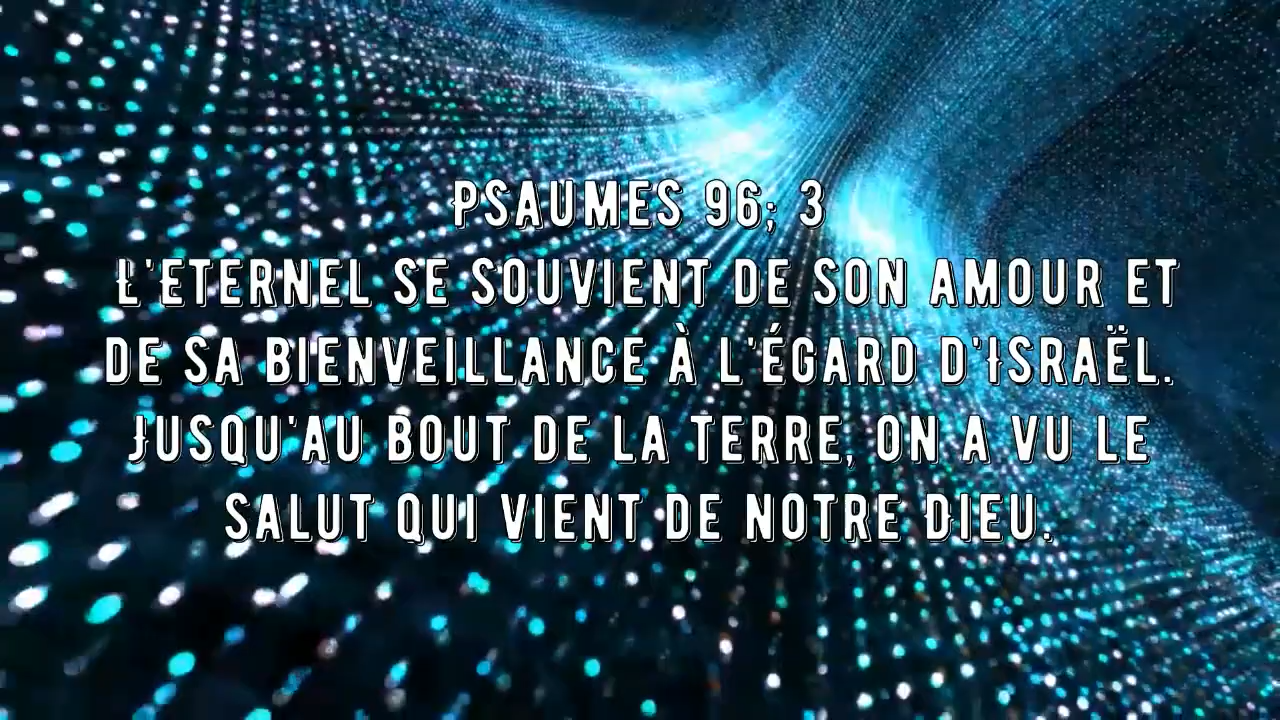 PSAUMES 96; 3
L'ETERNEL SE SOUVIENT DE SON AMOUR ET
DE SA BIENVEILLANCE À L'ÉGARD D'ISRAËL.
JUSQU'AU BOUT DE LA TERRE, ON A VU LE
SALUT QUI VIENT DE NOTRE DIEU.